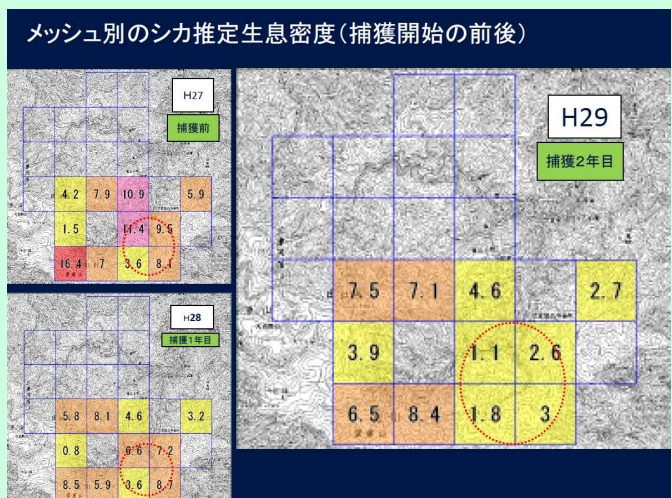 メッシュ別のシカ推定生息密度(捕獲開始の前後)
H27
捕獲前
4.2 7.9 10.9 5.9
1.5 11.4 9.5
16.4 7 3.6 8.1
H28
捕獲1年目
5.8 8.1 4.6 3.2
0.8 6.6 7.2
8.5 5.9 3.6 8.7
H29
捕獲2年目
7.5 7.1 4.6 2.7
3.9 1.1 2.6
6.5 8.4 1.8 3